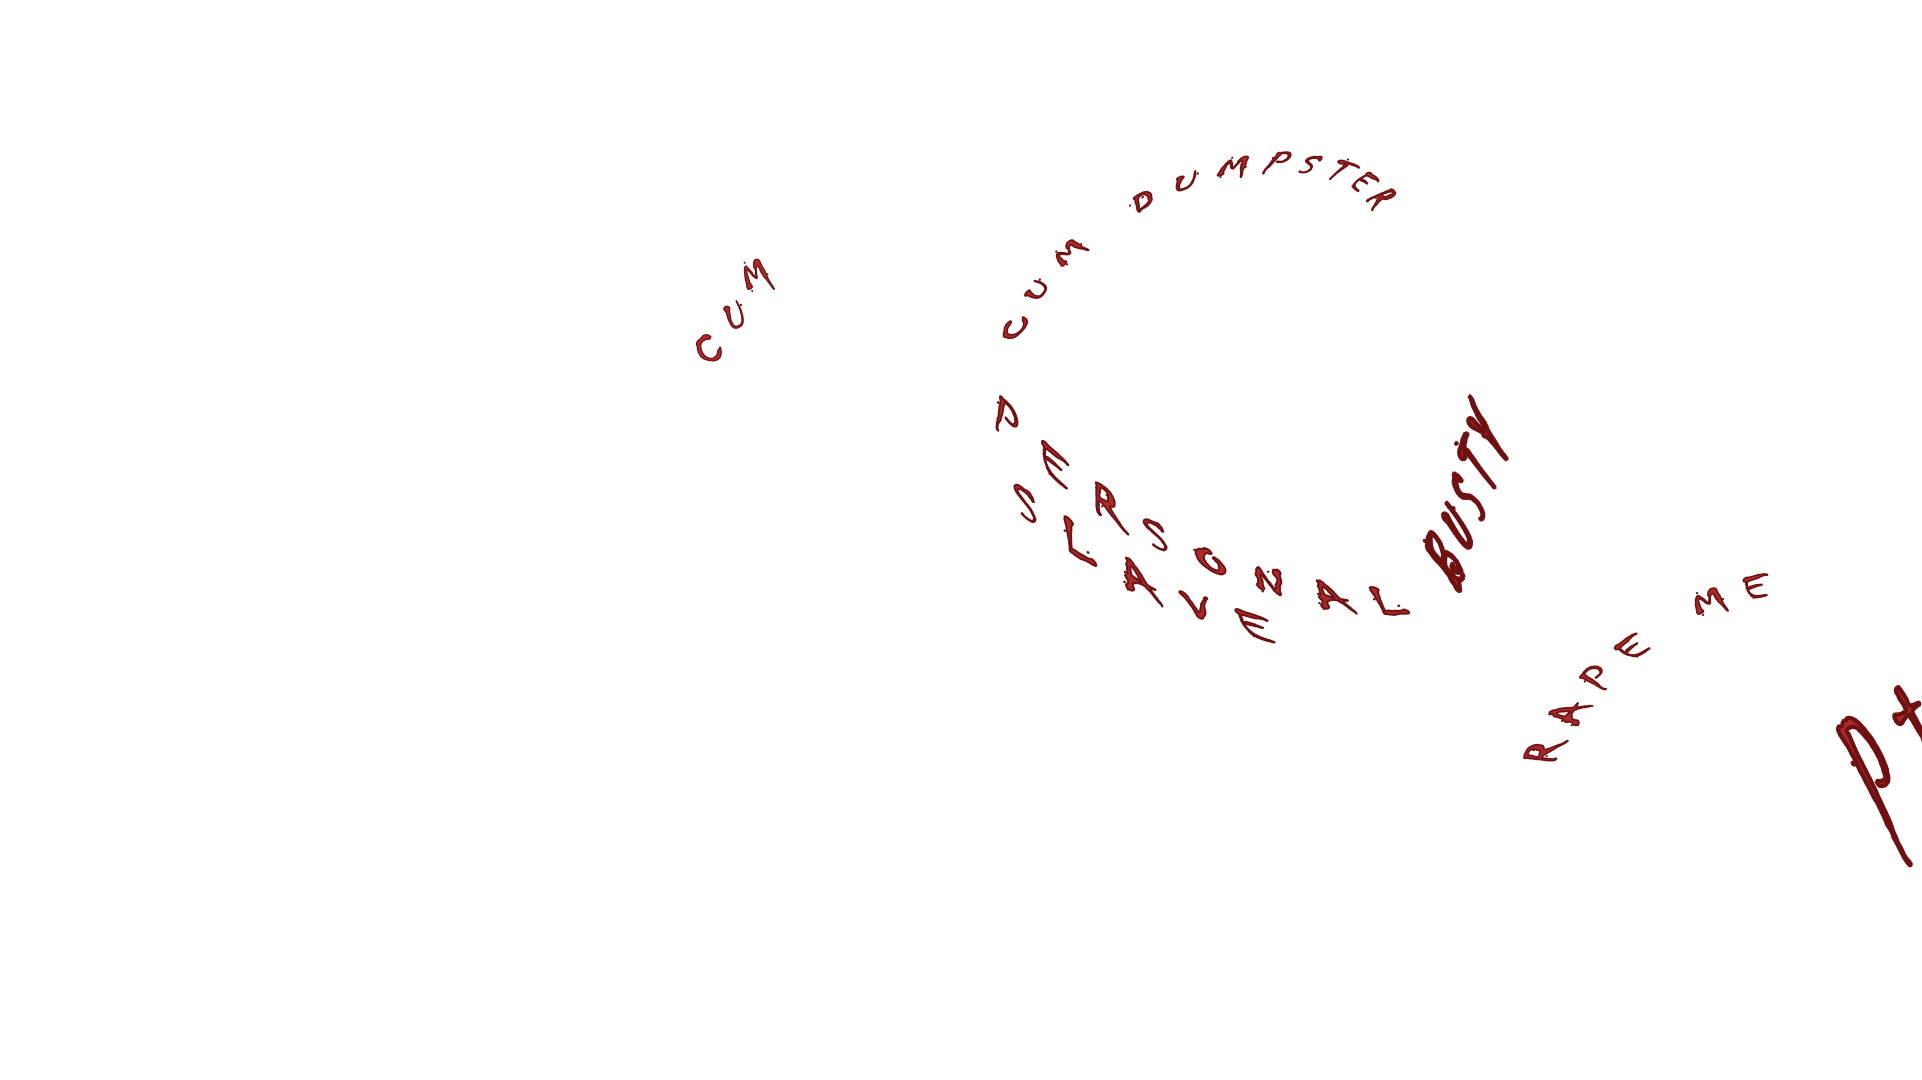 CUM
CUM DUMPSTER
PERSONAL
SLAVE
BUSTY
RAPE ME